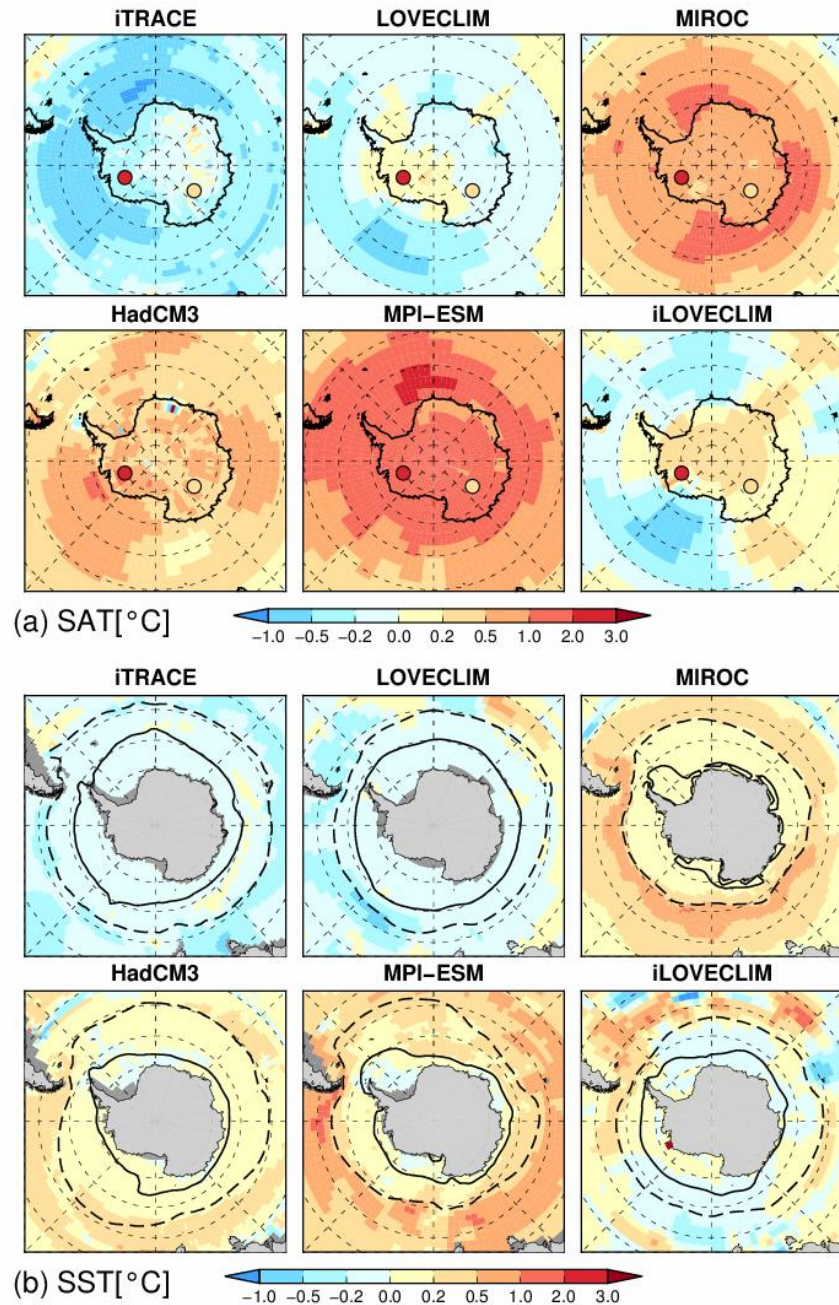 iTRACE LOVECLIM MIROC
HadCM3 MPI-ESM iLOVECLIM
(a) SAT[°C]
-1.0 -0.5 -0.2 0.0 0.2 0.5 1.0 2.0 3.0
iTRACE LOVECLIM MIROC
HadCM3 MPI-ESM iLOVECLIM
(b) SST[°C]
-1.0 -0.5 -0.2 0.0 0.2 0.5 1.0 2.0 3.0